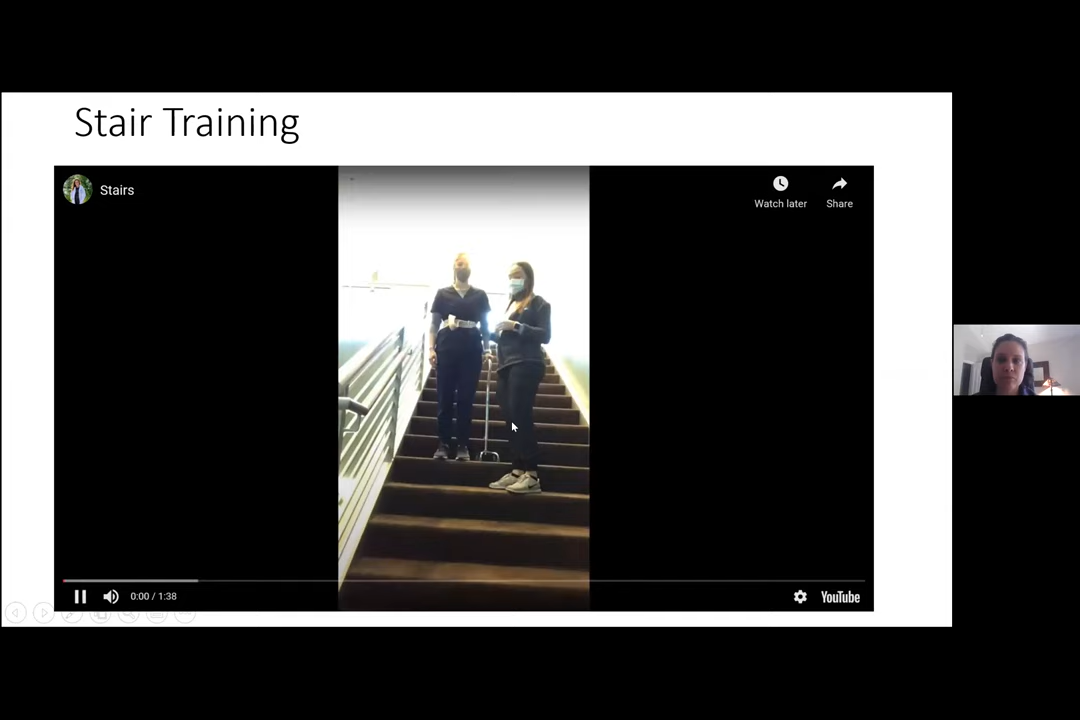 Stair Training
Stairs
Watch later
Share
0:00 / 1:38
YouTube